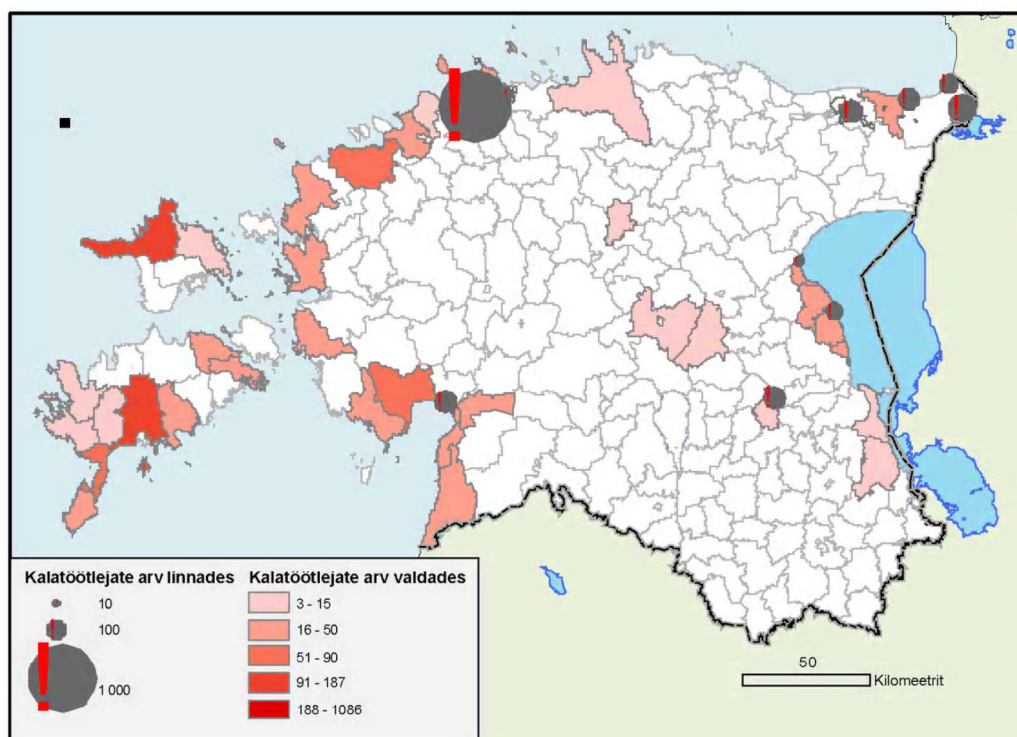 Kalatöötlejate arv linnades
10
100
1 000
Kalatöötlejate arv valdades
3 - 15
16 - 50
51 - 90
91 - 187
188 - 1086
50
Kilomeetrit